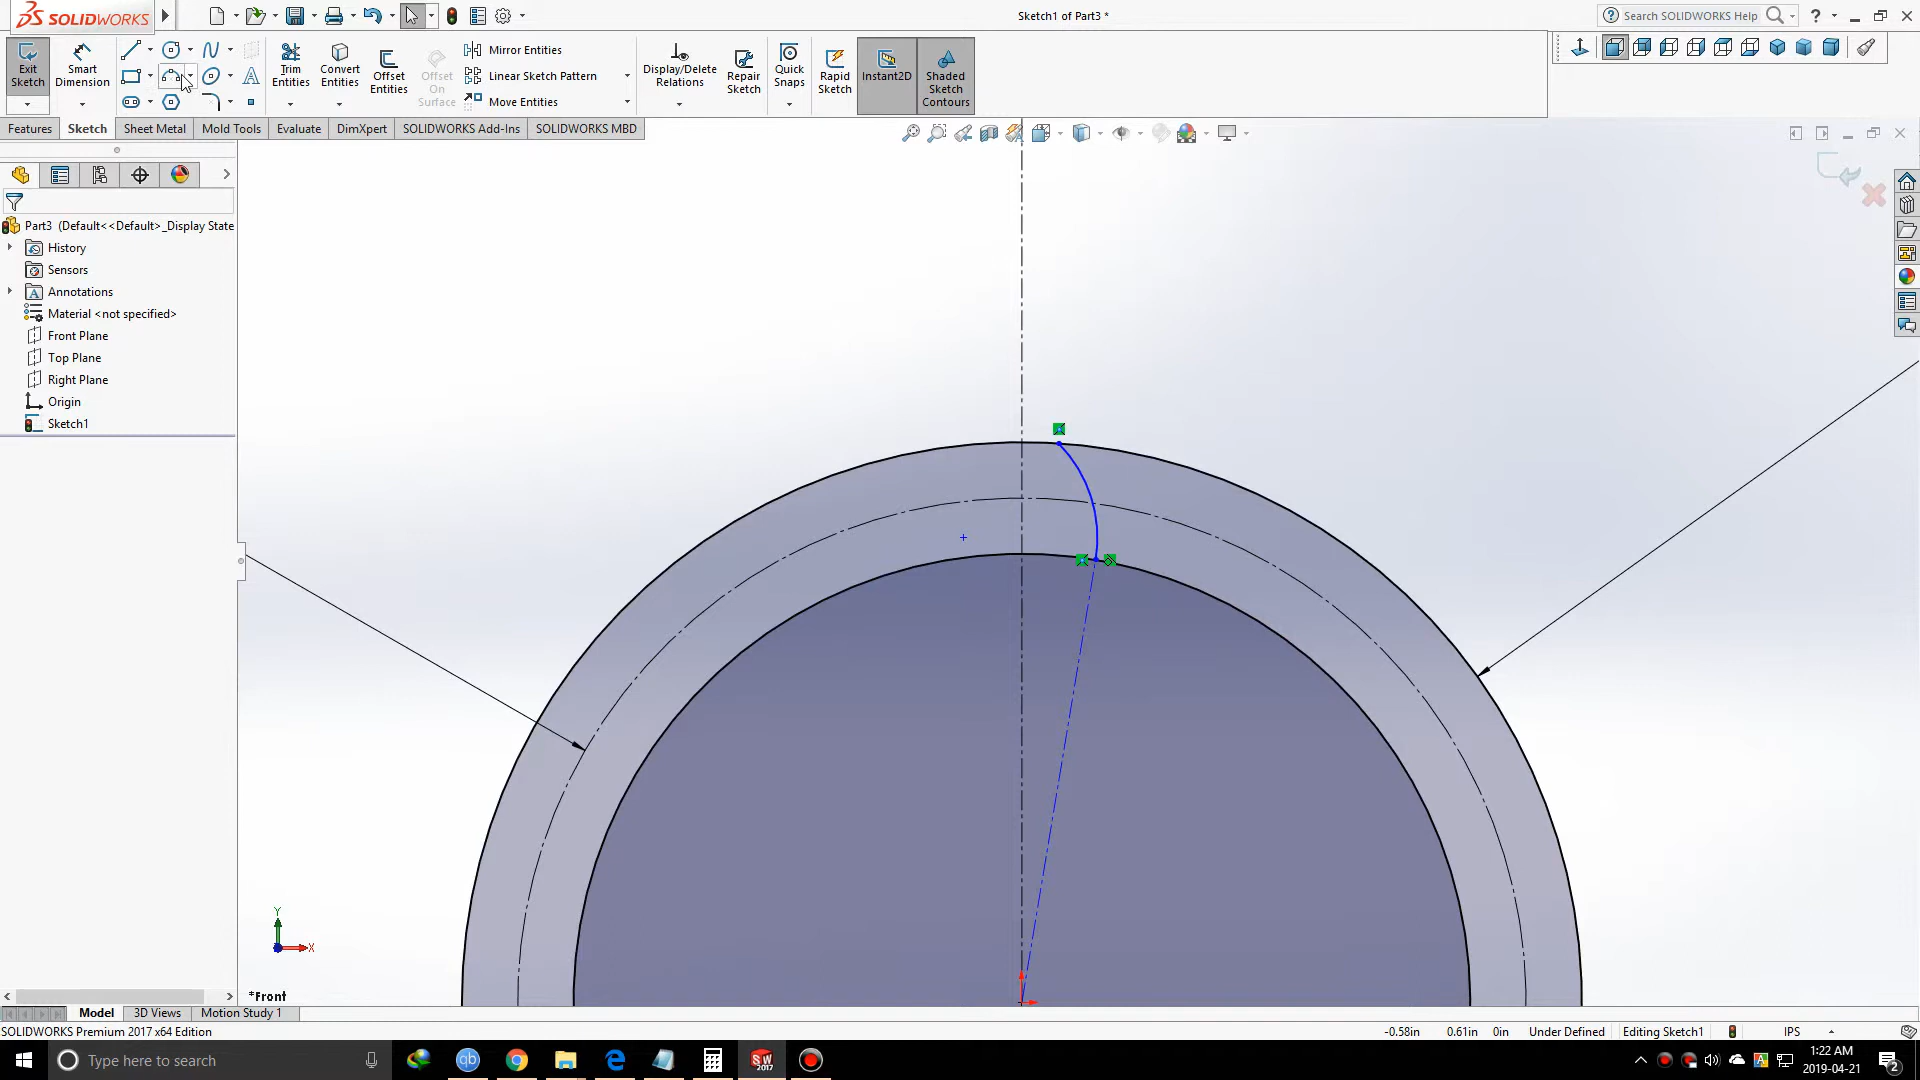 SOLIDWORKS
Sketch1 of Part3 *
Search SOLIDWORKS Help
Exit Sketch
Smart Dimension
Trim Entities
Convert Entities
Offset Entities
Offset On Surface
Mirror Entities
Linear Sketch Pattern
Move Entities
Display/Delete Relations
Repair Sketch
Quick Snaps
Rapid Sketch
Instant2D
Shaded Sketch Contours
Features
Sketch
Sheet Metal
Mold Tools
Evaluate
DimXpert
SOLIDWORKS Add-Ins
SOLIDWORKS MBD
Part3 (Default<<Default>_Display State
History
Sensors
Annotations
Material <not specified>
Front Plane
Top Plane
Right Plane
Origin
Sketch1
Y
X
*Front
Model
3D Views
Motion Study 1
SOLIDWORKS Premium 2017 x64 Edition
-0.58in
0.61in
0in
Under Defined
Editing Sketch1
IPS
Type here to search
1:22 AM
2019-04-21